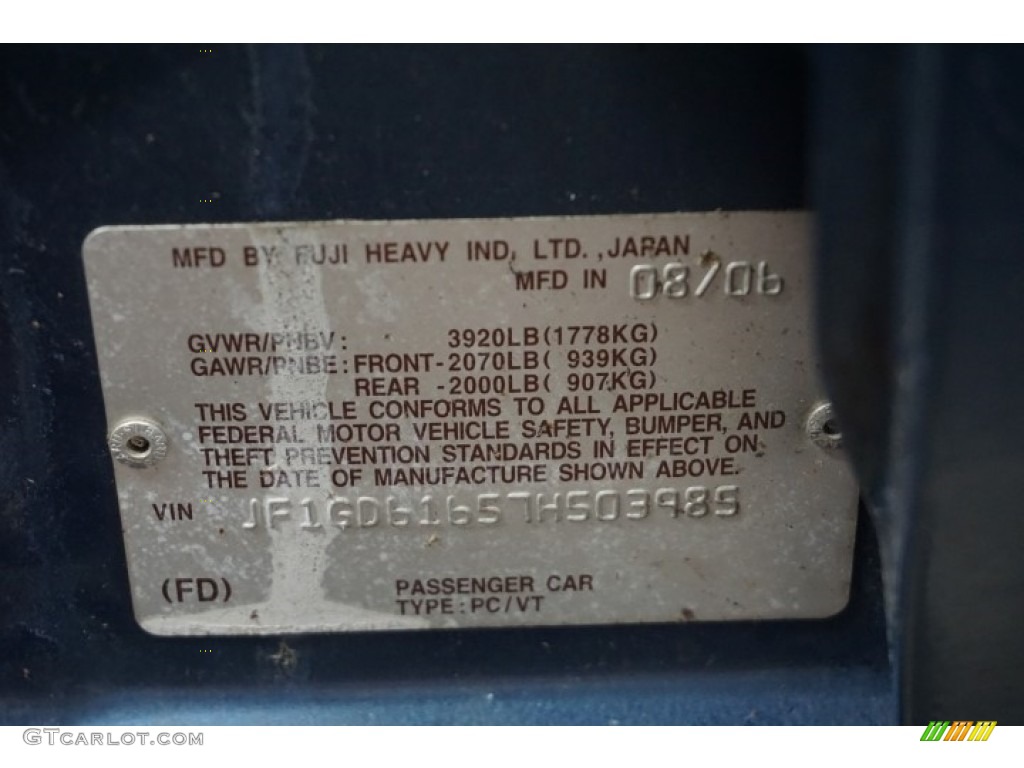 MFD BY FUJI HEAVY IND, LTD., JAPAN
MFD IN 08/06
GVWR/PNBV: 3920LB(1778KG)
GAWR/PNBE: FRONT-2070LB( 939KG)
REAR -2000LB( 907KG)
THIS VEHICLE CONFORMS TO ALL APPLICABLE
FEDERAL MOTOR VEHICLE SAFETY, BUMPER, AND
THEFT PREVENTION STANDARDS IN EFFECT ON
THE DATE OF MANUFACTURE SHOWN ABOVE.
VIN JF1GD61657H503985
(FD) PASSENGER CAR
TYPE: PC/VT
GTCarLot.com